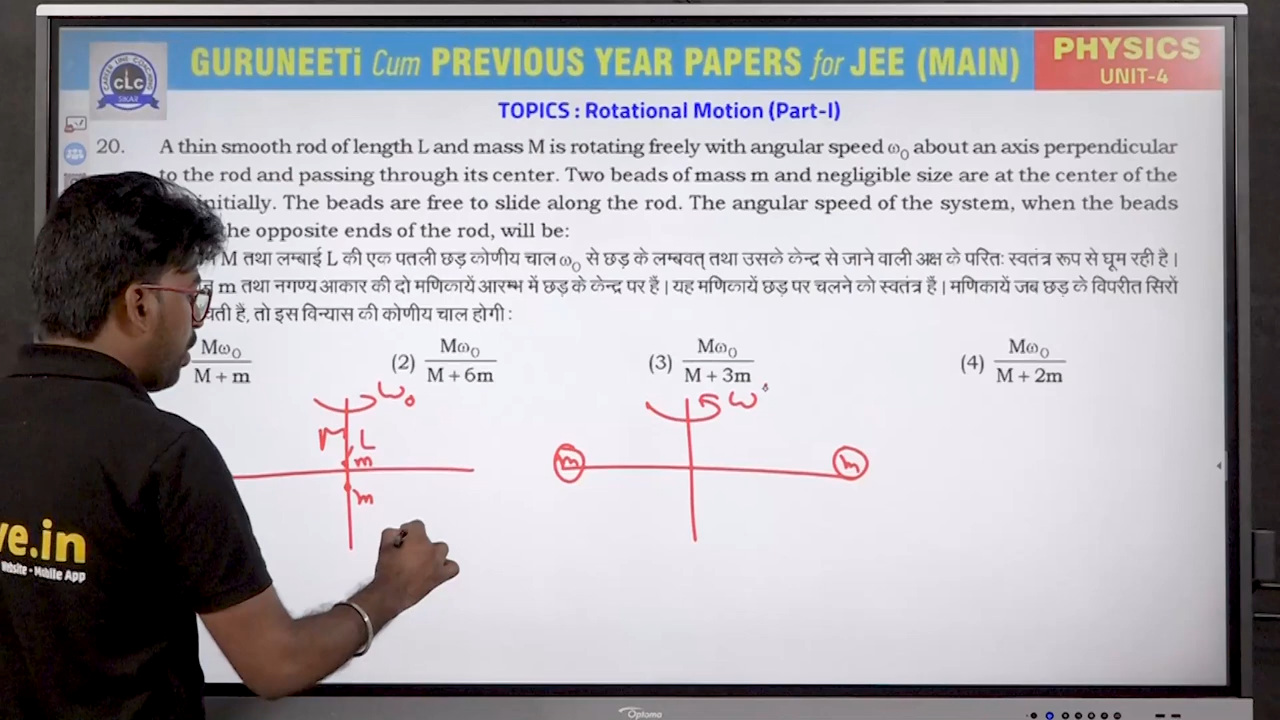 GURUNEETi Cum PREVIOUS YEAR PAPERS for JEE (MAIN)
PHYSICS
UNIT-4
CAREER LINE COACHING
CLC
SIKAR
TOPICS : Rotational Motion (Part-I)
20. A thin smooth rod of length L and mass M is rotating freely with angular speed ω₀ about an axis perpendicular
to the rod and passing through its center. Two beads of mass m and negligible size are at the center of the
initially. The beads are free to slide along the rod. The angular speed of the system, when the beads
the opposite ends of the rod, will be:
M तथा लम्बाई L की एक पतली छड़ कोणीय चाल ω₀ से छड़ के लम्बवत् तथा उसके केन्द्र से जाने वाली अक्ष के परितः स्वतंत्र रूप से घूम रही है।
m तथा नगण्य आकार की दो मणिकायें आरम्भ में छड़ के केन्द्र पर हैं। यह मणिकायें छड़ पर चलने को स्वतंत्र हैं। मणिकायें जब छड़ के विपरीत सिरों
हैं, तो इस विन्यास की कोणीय चाल होगी :
Mω₀ / M + m (2) Mω₀ / M + 6m (3) Mω₀ / M + 3m (4) Mω₀ / M + 2m
ω₀
M L
m
m
ω
m m
ve.in
Website • Mobile App
Optoma